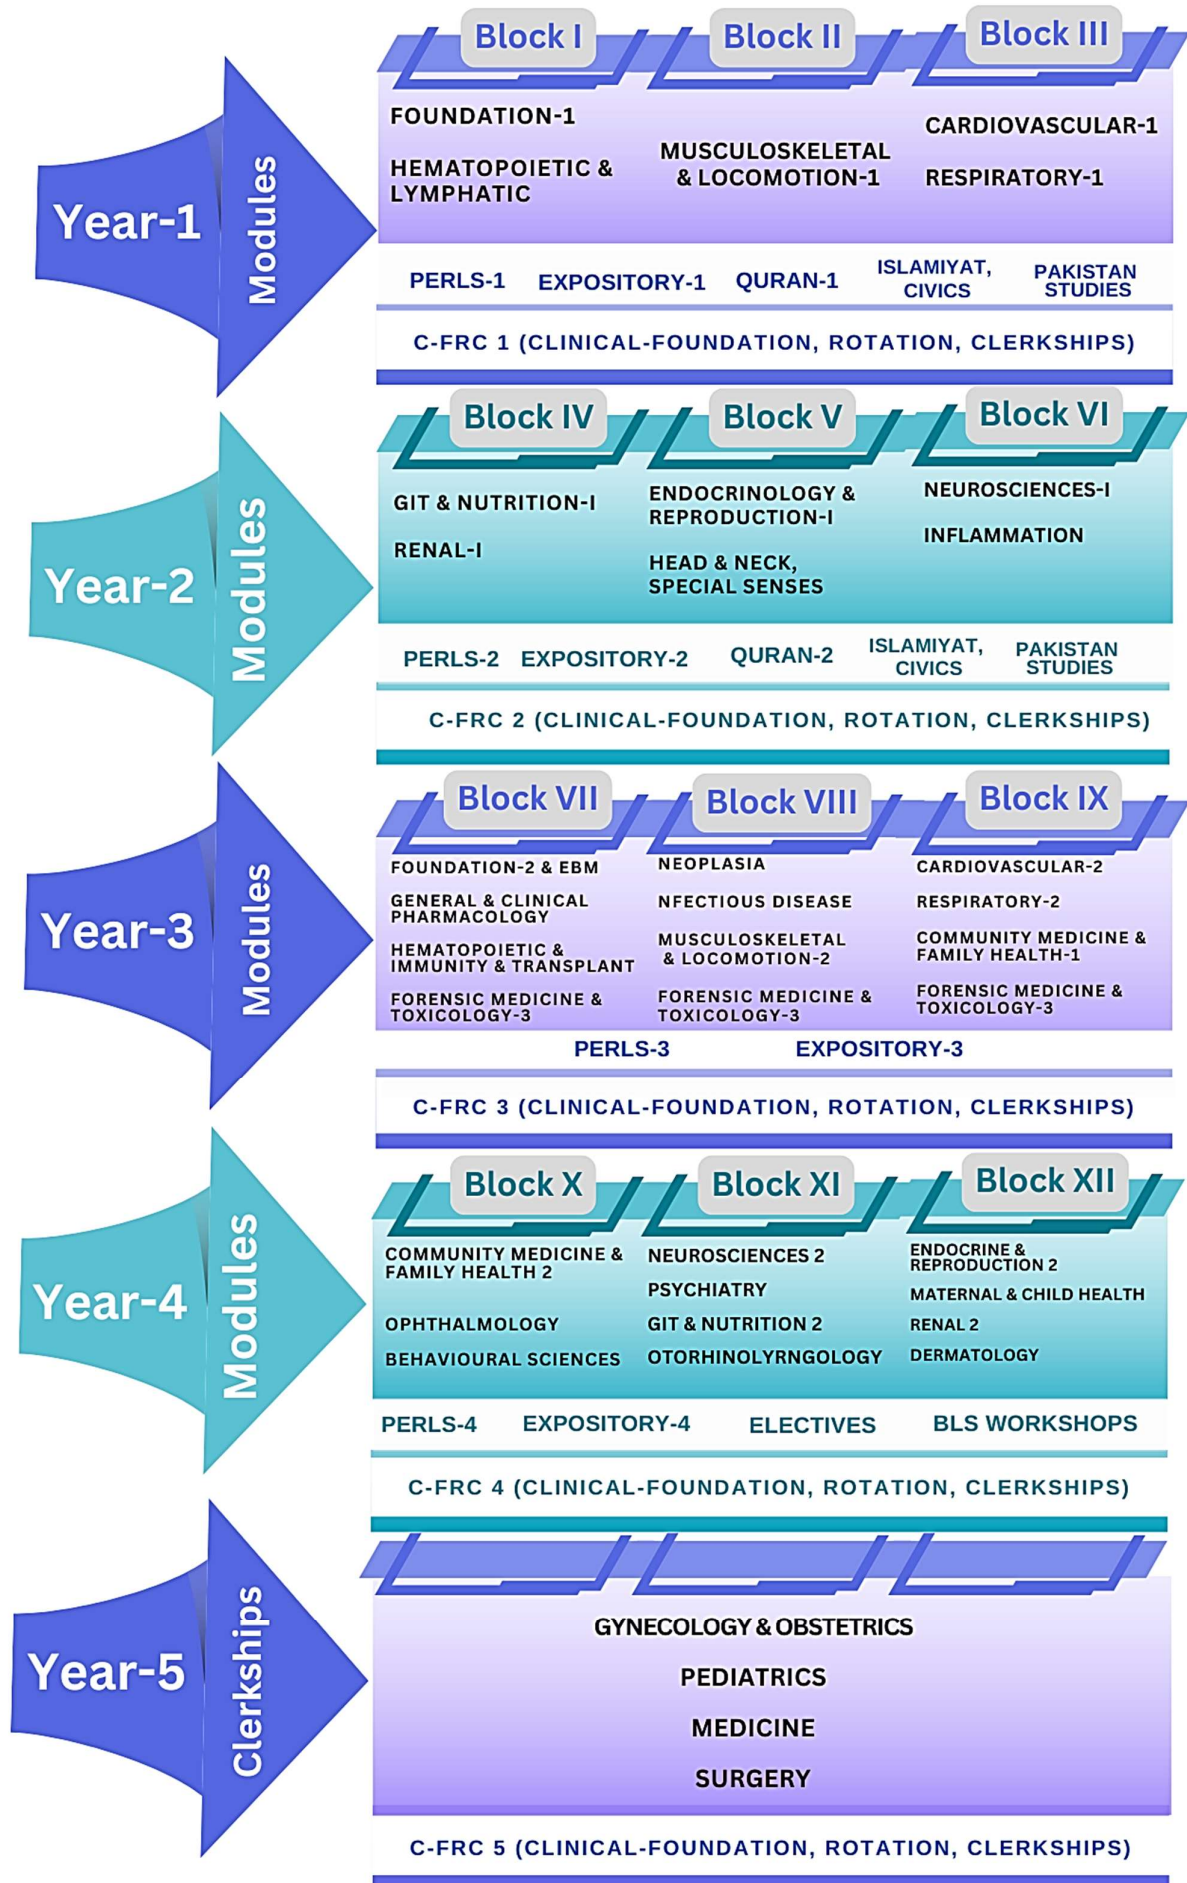 Year-1
Modules
Block I
Block II
Block III
FOUNDATION-1
HEMATOPOIETIC &
LYMPHATIC
MUSCULOSKELETAL
& LOCOMOTION-1
CARDIOVASCULAR-1
RESPIRATORY-1
PERLS-1
EXPOSITORY-1
QURAN-1
ISLAMIYAT,
CIVICS
PAKISTAN
STUDIES
C-FRC 1 (CLINICAL-FOUNDATION, ROTATION, CLERKSHIPS)
Year-2
Modules
Block IV
Block V
Block VI
GIT & NUTRITION-I
RENAL-I
ENDOCRINOLOGY &
REPRODUCTION-I
HEAD & NECK,
SPECIAL SENSES
NEUROSCIENCES-I
INFLAMMATION
PERLS-2
EXPOSITORY-2
QURAN-2
ISLAMIYAT,
CIVICS
PAKISTAN
STUDIES
C-FRC 2 (CLINICAL-FOUNDATION, ROTATION, CLERKSHIPS)
Year-3
Modules
Block VII
Block VIII
Block IX
FOUNDATION-2 & EBM
GENERAL & CLINICAL
PHARMACOLOGY
HEMATOPOIETIC &
IMMUNITY & TRANSPLANT
FORENSIC MEDICINE &
TOXICOLOGY-3
NEOPLASIA
NFECTIOUS DISEASE
MUSCULOSKELETAL
& LOCOMOTION-2
FORENSIC MEDICINE &
TOXICOLOGY-3
CARDIOVASCULAR-2
RESPIRATORY-2
COMMUNITY MEDICINE &
FAMILY HEALTH-1
FORENSIC MEDICINE &
TOXICOLOGY-3
PERLS-3
EXPOSITORY-3
C-FRC 3 (CLINICAL-FOUNDATION, ROTATION, CLERKSHIPS)
Year-4
Modules
Block X
Block XI
Block XII
COMMUNITY MEDICINE &
FAMILY HEALTH 2
OPHTHALMOLOGY
BEHAVIOURAL SCIENCES
NEUROSCIENCES 2
PSYCHIATRY
GIT & NUTRITION 2
OTORHINOLYRNGOLOGY
ENDOCRINE &
REPRODUCTION 2
MATERNAL & CHILD HEALTH
RENAL 2
DERMATOLOGY
PERLS-4
EXPOSITORY-4
ELECTIVES
BLS WORKSHOPS
C-FRC 4 (CLINICAL-FOUNDATION, ROTATION, CLERKSHIPS)
Year-5
Clerkships
GYNECOLOGY & OBSTETRICS
PEDIATRICS
MEDICINE
SURGERY
C-FRC 5 (CLINICAL-FOUNDATION, ROTATION, CLERKSHIPS)